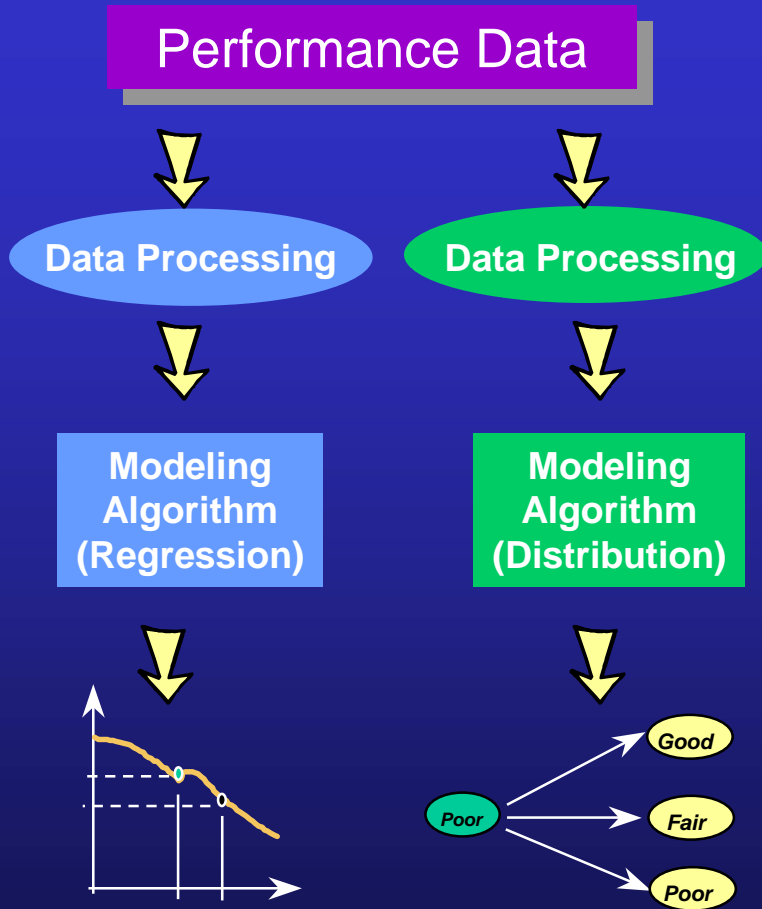 Performance Data
Data Processing
Data Processing
Modeling
Algorithm
(Regression)
Modeling
Algorithm
(Distribution)
Good
Poor
Fair
Poor